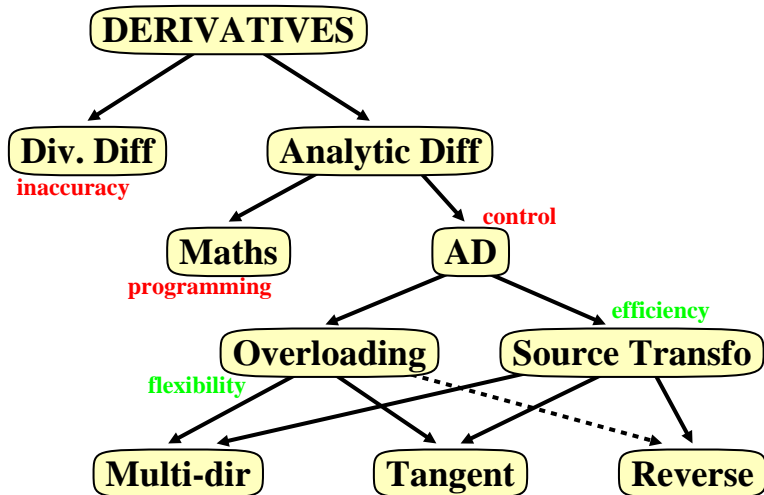 DERIVATIVES
Div. Diff
Analytic Diff
inaccuracy
control
Maths
AD
programming
efficiency
Overloading
Source Transfo
flexibility
Multi-dir
Tangent
Reverse